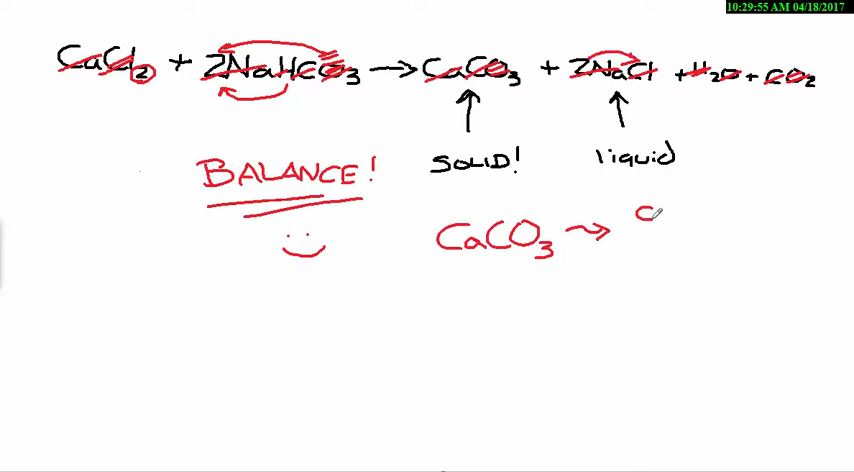 10:29:55 AM 04/18/2017
CaCl2 + 2NaHCO3 → CaCO3 + 2NaCl + H2O + CO2
BALANCE! SOLID! liquid
CaCO3 → C